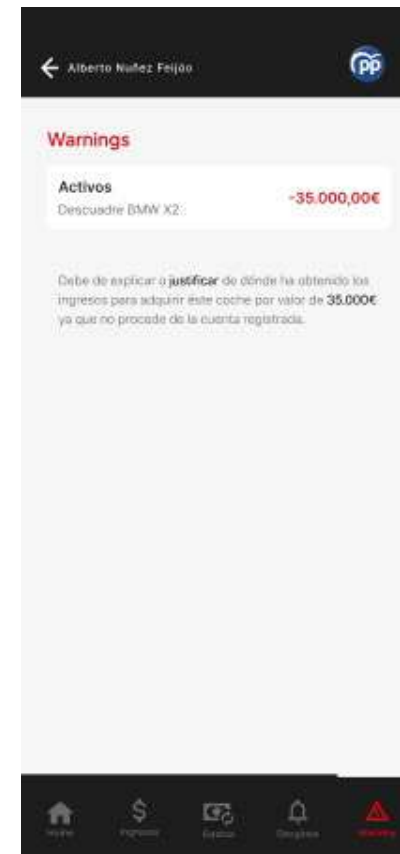 Alberto Nuñez Feijóo
pp
Warnings
Activos
-35.000,00€
Descuadre BMW X2
Debe de explicar o justificar de dónde ha obtenido los
ingresos para adquirir este coche por valor de 35.000€
ya que no procede de la cuenta registrada.
Home
Ingresos
Gastos
Warning